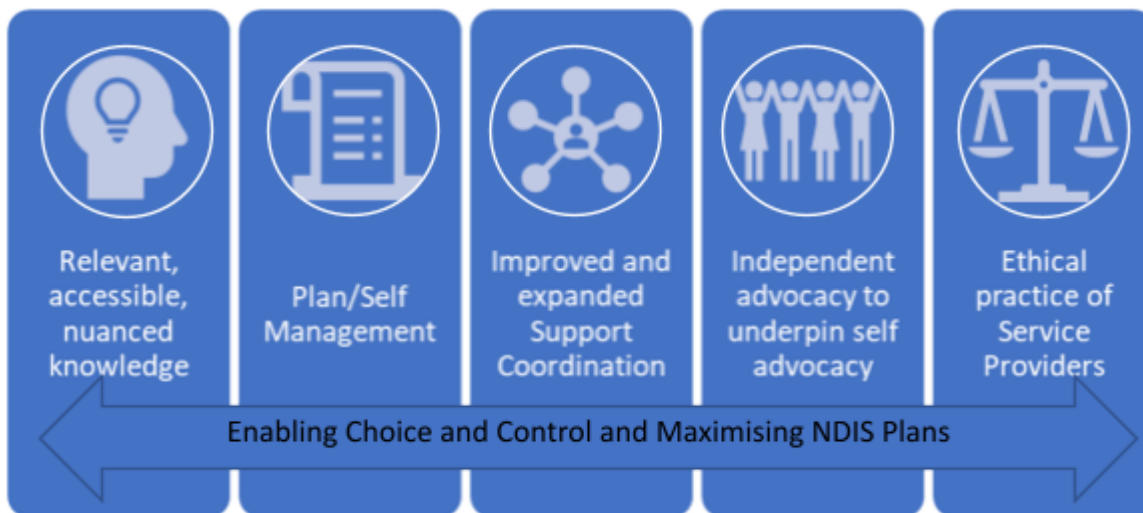 Relevant,
accessible,
nuanced
knowledge
Plan/Self
Management
Improved and
expanded
Support
Coordination
Independent
advocacy to
underpin self
advocacy
Ethical
practice of
Service
Providers
Enabling Choice and Control and Maximising NDIS Plans